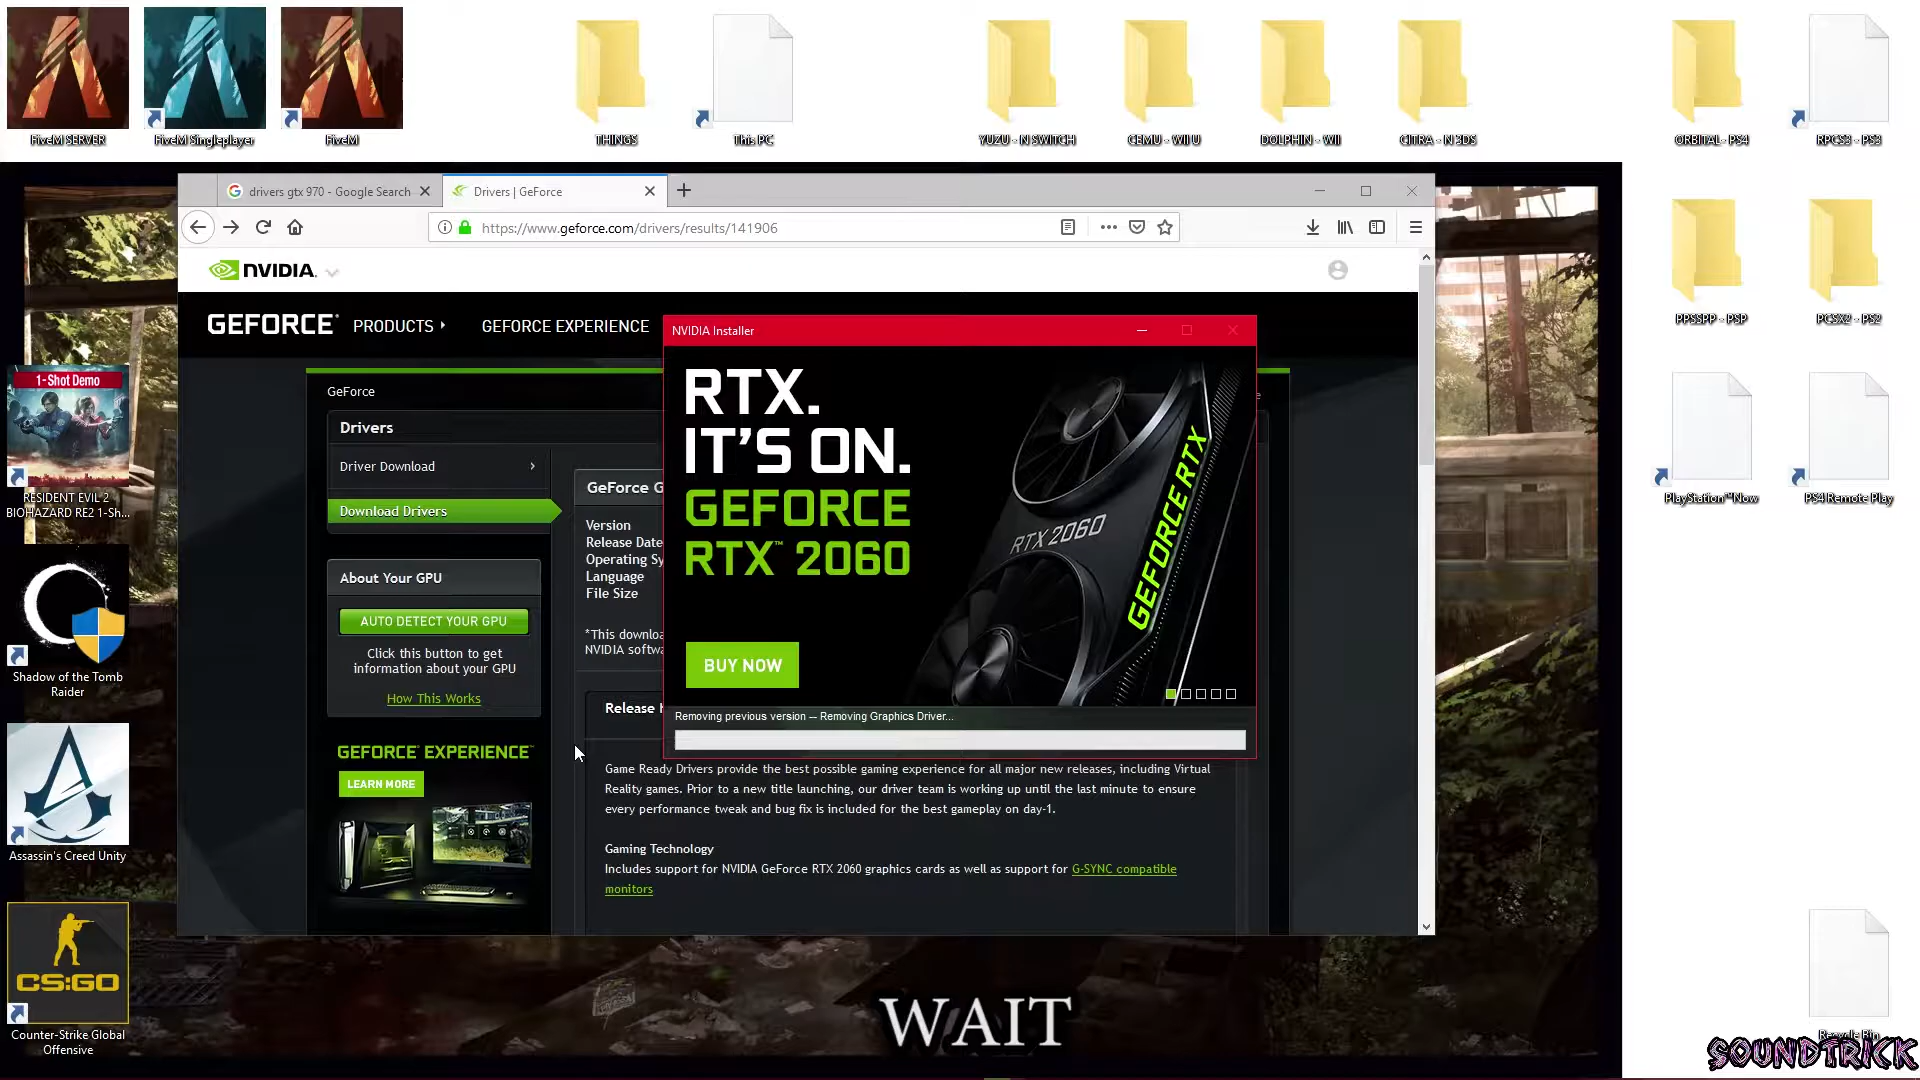 FiveM SERVER
FiveM Singleplayer
FiveM
THINGS
This PC
YUZU - N SWITCH
CEMU - WII U
DOLPHIN - WII
CITRA - N 3DS
ORBITAL - PS4
RPCS3 - PS3
drivers gtx 970 - Google Search
Drivers | GeForce
https://www.geforce.com/drivers/results/141906
NVIDIA.
GEFORCE PRODUCTS GEFORCE EXPERIENCE
NVIDIA Installer
RTX.
IT'S ON.
GEFORCE
RTX™ 2060
BUY NOW
RTX 2060
GEFORCE RTX
Removing previous version -- Removing Graphics Driver...
GeForce
Drivers
Driver Download
Download Drivers
About Your GPU
AUTO DETECT YOUR GPU
Click this button to get
information about your GPU
How This Works
GEFORCE EXPERIENCE™
LEARN MORE
GeForce G
Version
Release Date
Operating Sy
Language
File Size
*This downloa
NVIDIA softwa
Release H
Game Ready Drivers provide the best possible gaming experience for all major new releases, including Virtual
Reality games. Prior to a new title launching, our driver team is working up until the last minute to ensure
every performance tweak and bug fix is included for the best gameplay on day-1.
Gaming Technology
Includes support for NVIDIA GeForce RTX 2060 graphics cards as well as support for G-SYNC compatible
monitors
1-Shot Demo
RESIDENT EVIL 2
BIOHAZARD RE2 1-Sh...
Shadow of the Tomb
Raider
Assassin's Creed Unity
CS:GO
Counter-Strike Global
Offensive
PPSSPP - PSP
PCSX2 - PS2
PlayStation™Now
PS4 Remote Play
Recycle Bin
WAIT
SOUNDTRICK